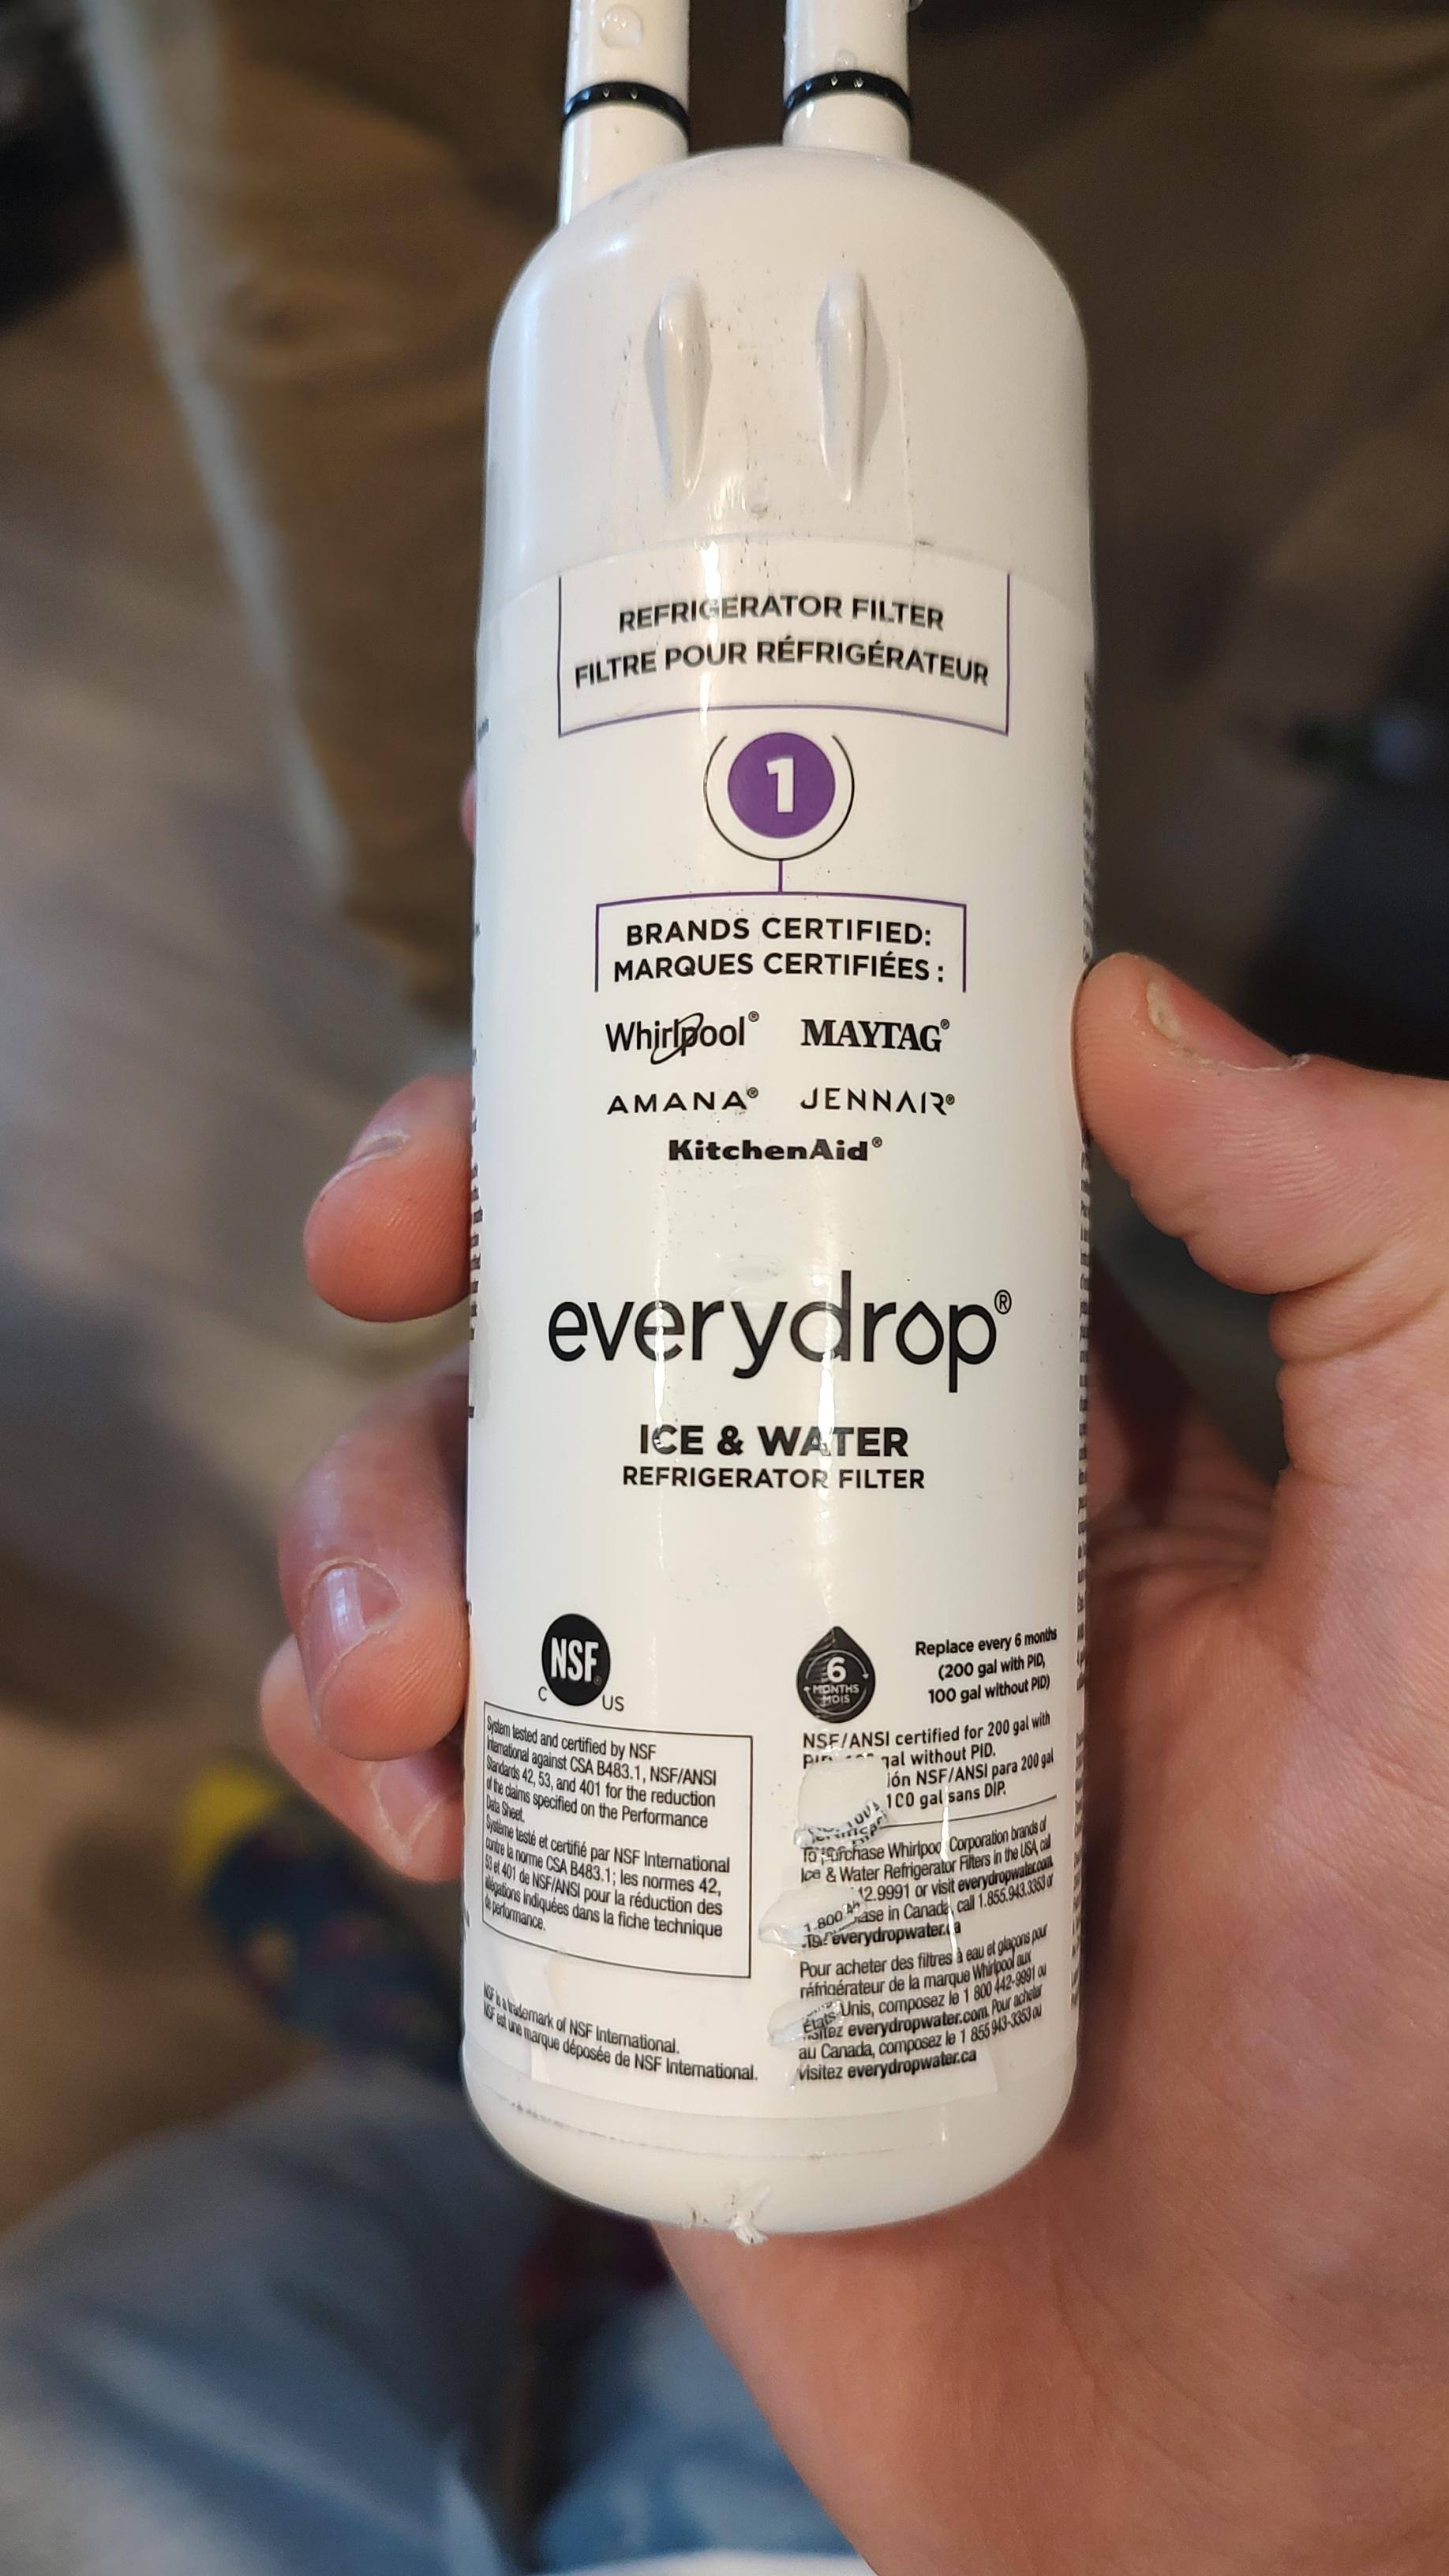 REFRIGERATOR FILTER
FILTRE POUR RÉFRIGÉRATEUR
1
BRANDS CERTIFIED:
MARQUES CERTIFIÉES :
Whirlpool® MAYTAG®
AMANA® JENNAIR®
KitchenAid®
everydrop®
ICE & WATER
REFRIGERATOR FILTER
NSF®
C US
System tested and certified by NSF
International against CSA B483.1, NSF/ANSI
Standards 42, 53, and 401 for the reduction
of the claims specified on the Performance
Data Sheet.
Système testé et certifié par NSF International
contre la norme CSA B483.1; les normes 42,
53 et 401 de NSF/ANSI pour la réduction des
allégations indiquées dans la fiche technique
de performance.
NSF is a trademark of NSF International.
NSF est une marque déposée de NSF International.
6
MONTHS
MOIS
Replace every 6 months
(200 gal with PID,
100 gal without PID)
NSF/ANSI certified for 200 gal with
gal without PID.
NSF/ANSI para 200 gal
100 gal sans DIP.
To purchase Whirlpool Corporation brands of
Ice & Water Refrigerator Filters in the USA, call
or visit everydropwater.com.
in Canada, call 1.855.943.3353 or
everydropwater.ca
Pour acheter des filtres à eau et glaçons pour
réfrigérateur de la marque Whirlpool aux
États-Unis, composez le 1 800 442-9991 ou
visitez everydropwater.com. Pour acheter
au Canada, composez le 1 855 943-3353 ou
visitez everydropwater.ca